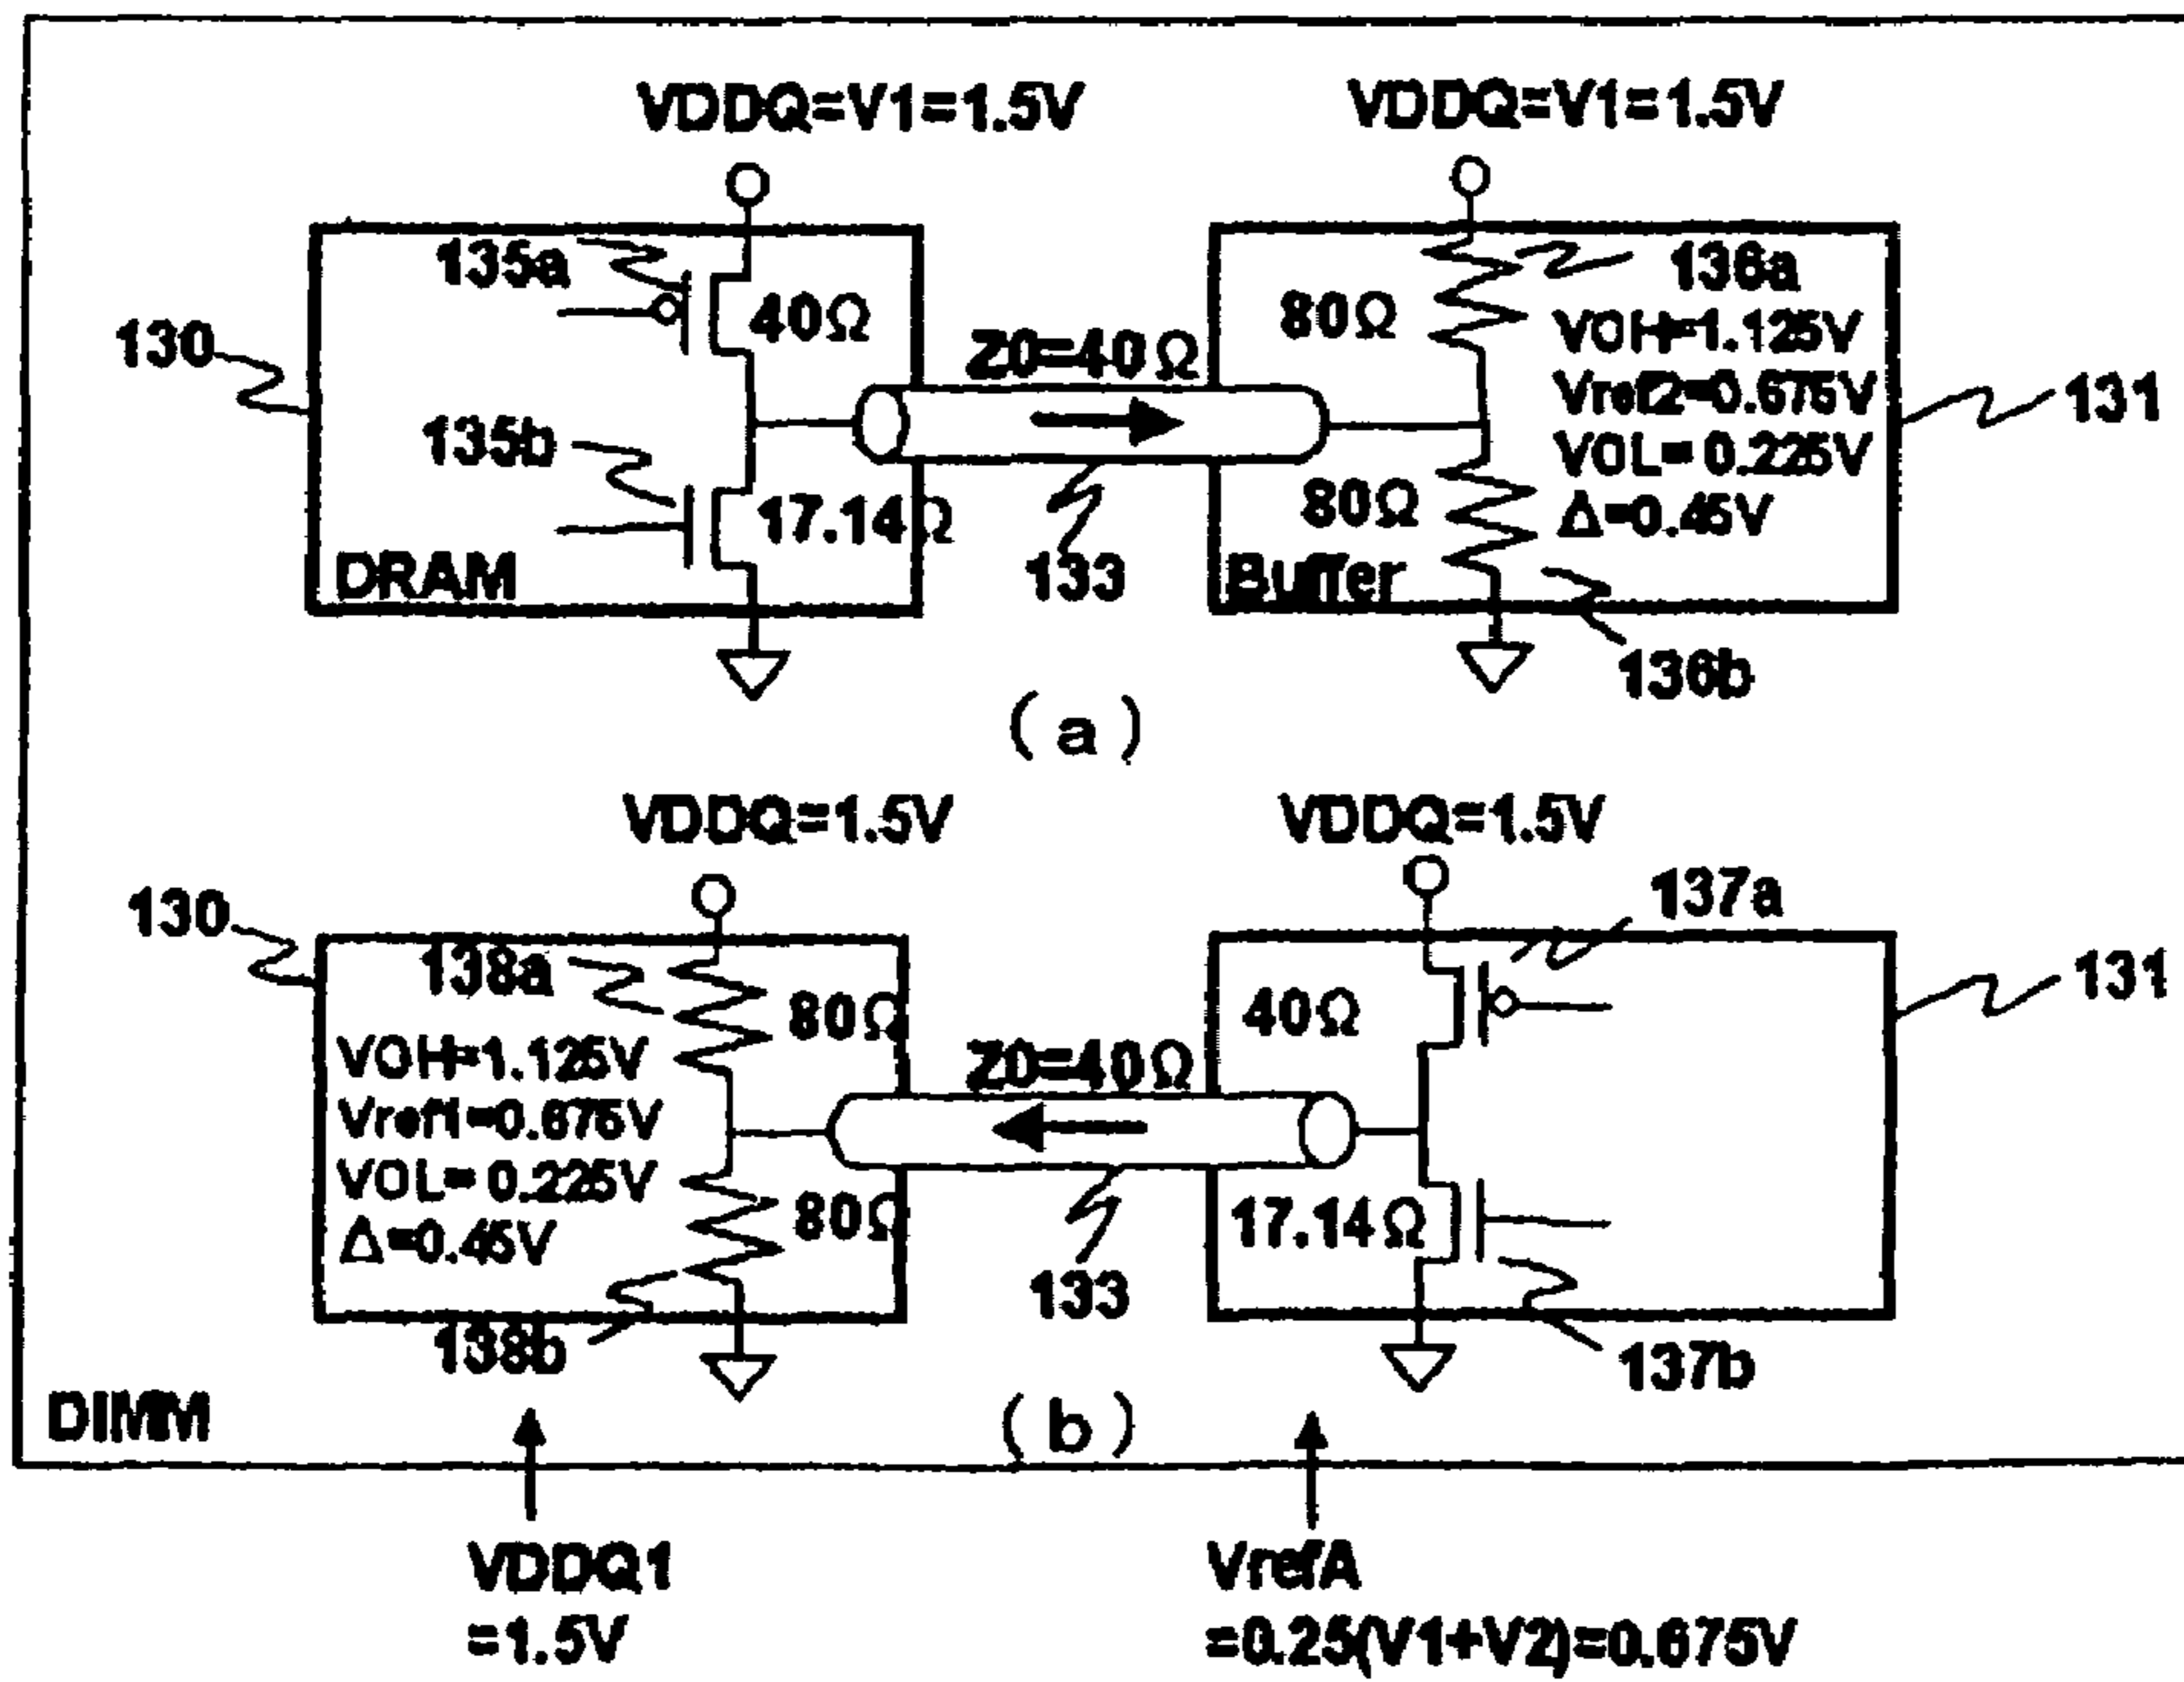 VDDQ=V1=1.5V
VDDQ=V1=1.5V
135a
40Ω
130
135b
17.14Ω
DRAM
Z0=40Ω
133
80Ω
136a
VOH=1.125V
Vref2=0.675V
VOL=0.225V
Δ=0.45V
80Ω
131
Buffer
136b
(a)
VDDQ=1.5V
VDDQ=1.5V
130
138a
80Ω
VOH=1.125V
Vref1=0.675V
VOL=0.225V
Δ=0.45V
80Ω
138b
Z0=40Ω
133
137a
40Ω
131
17.14Ω
137b
DIMM
(b)
VDDQ1
=1.5V
VrefA
=0.25(V1+V2)=0.675V